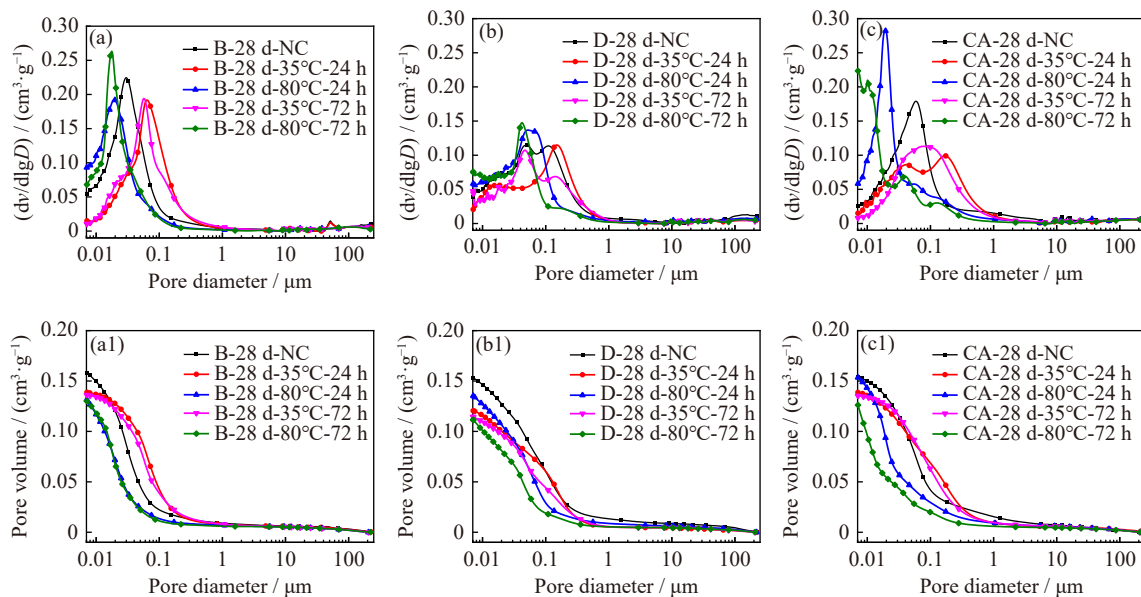 (a)
B-28 d-NC
B-28 d-35℃-24 h
B-28 d-80℃-24 h
B-28 d-35℃-72 h
B-28 d-80℃-72 h
0.30
0.25
0.20
0.15
0.10
0.05
0
(dv/dlgD) / (cm³·g⁻¹)
0.01 0.1 1 10 100
Pore diameter / μm
(b)
D-28 d-NC
D-28 d-35℃-24 h
D-28 d-80℃-24 h
D-28 d-35℃-72 h
D-28 d-80℃-72 h
0.30
0.25
0.20
0.15
0.10
0.05
0
(dv/dlgD) / (cm³·g⁻¹)
0.01 0.1 1 10 100
Pore diameter / μm
(c)
CA-28 d-NC
CA-28 d-35℃-24 h
CA-28 d-80℃-24 h
CA-28 d-35℃-72 h
CA-28 d-80℃-72 h
0.30
0.25
0.20
0.15
0.10
0.05
0
(dv/dlgD) / (cm³·g⁻¹)
0.01 0.1 1 10 100
Pore diameter / μm
(a1)
B-28 d-NC
B-28 d-35℃-24 h
B-28 d-80℃-24 h
B-28 d-35℃-72 h
B-28 d-80℃-72 h
0.20
0.15
0.10
0.05
0
Pore volume / (cm³·g⁻¹)
0.01 0.1 1 10 100
Pore diameter / μm
(b1)
D-28 d-NC
D-28 d-35℃-24 h
D-28 d-80℃-24 h
D-28 d-35℃-72 h
D-28 d-80℃-72 h
0.20
0.15
0.10
0.05
0
Pore volume / (cm³·g⁻¹)
0.01 0.1 1 10 100
Pore diameter / μm
(c1)
CA-28 d-NC
CA-28 d-35℃-24 h
CA-28 d-80℃-24 h
CA-28 d-35℃-72 h
CA-28 d-80℃-72 h
0.20
0.15
0.10
0.05
0
Pore volume / (cm³·g⁻¹)
0.01 0.1 1 10 100
Pore diameter / μm